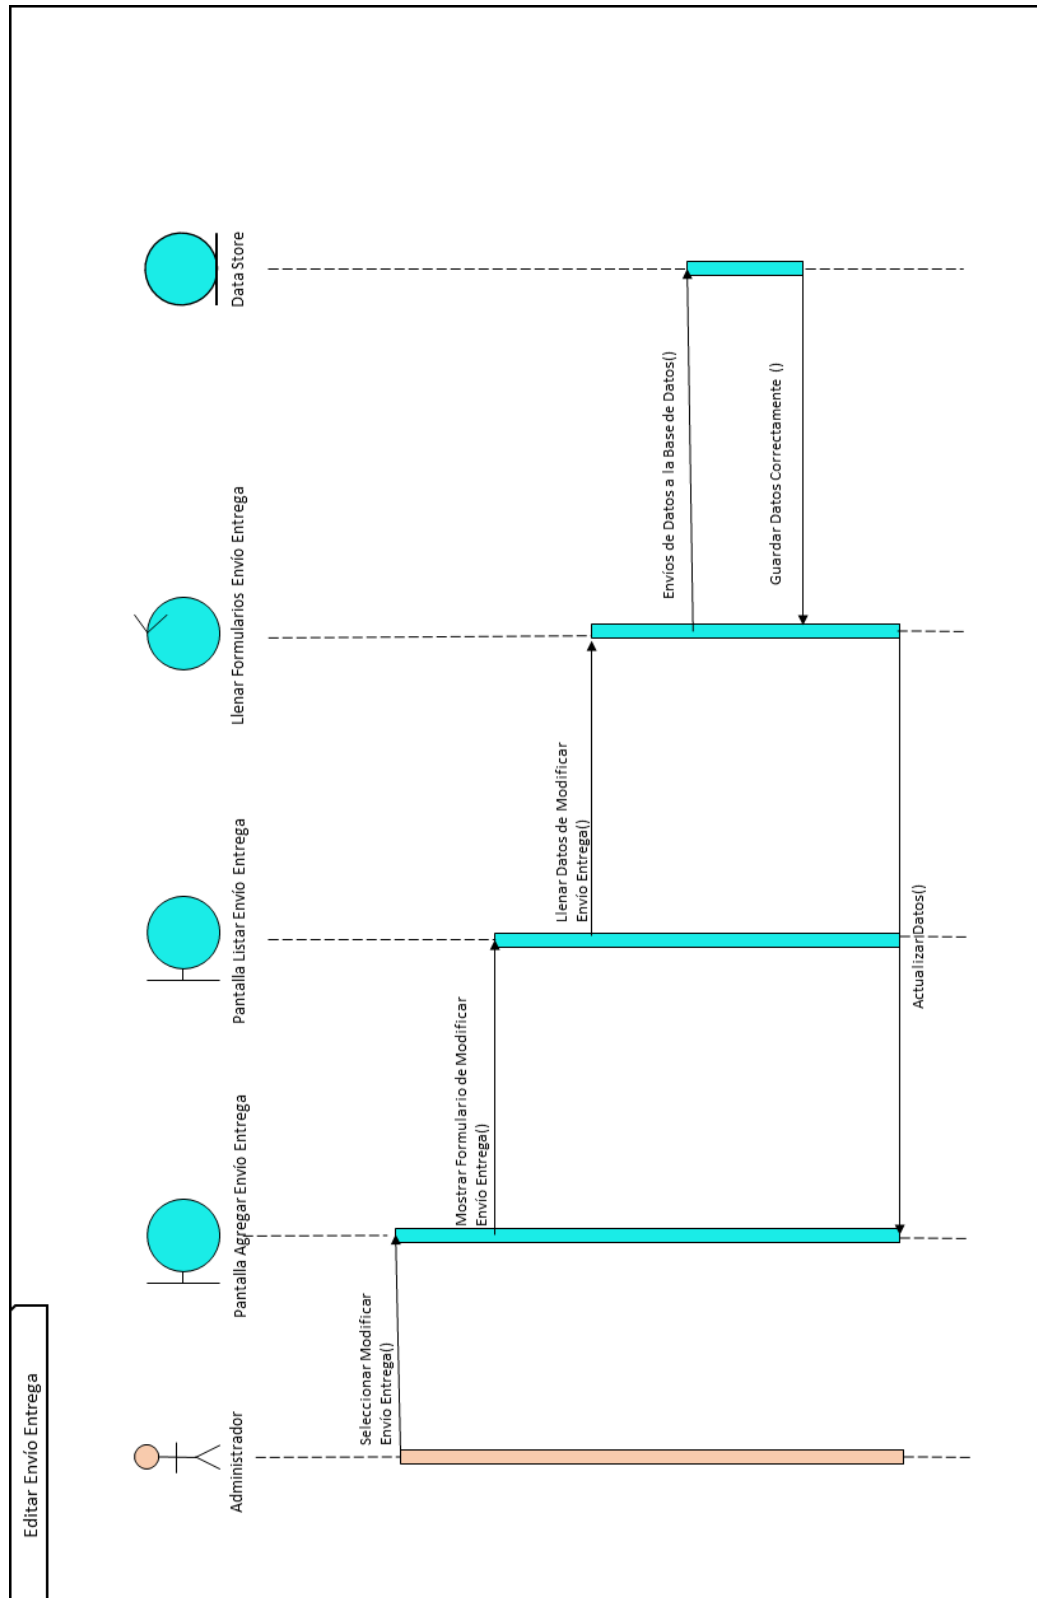 Editar Envío Entrega
Administrador
Pantalla Agregar Envío Entrega
Pantalla Listar Envío Entrega
Llenar Formularios Envío Entrega
Data Store
Seleccionar Modificar
Envío Entrega()
Mostrar Formulario de Modificar
Envío Entrega()
Llenar Datos de Modificar
Envío Entrega()
Envíos de Datos a la Base de Datos()
Guardar Datos Correctamente ()
Actualizar Datos()